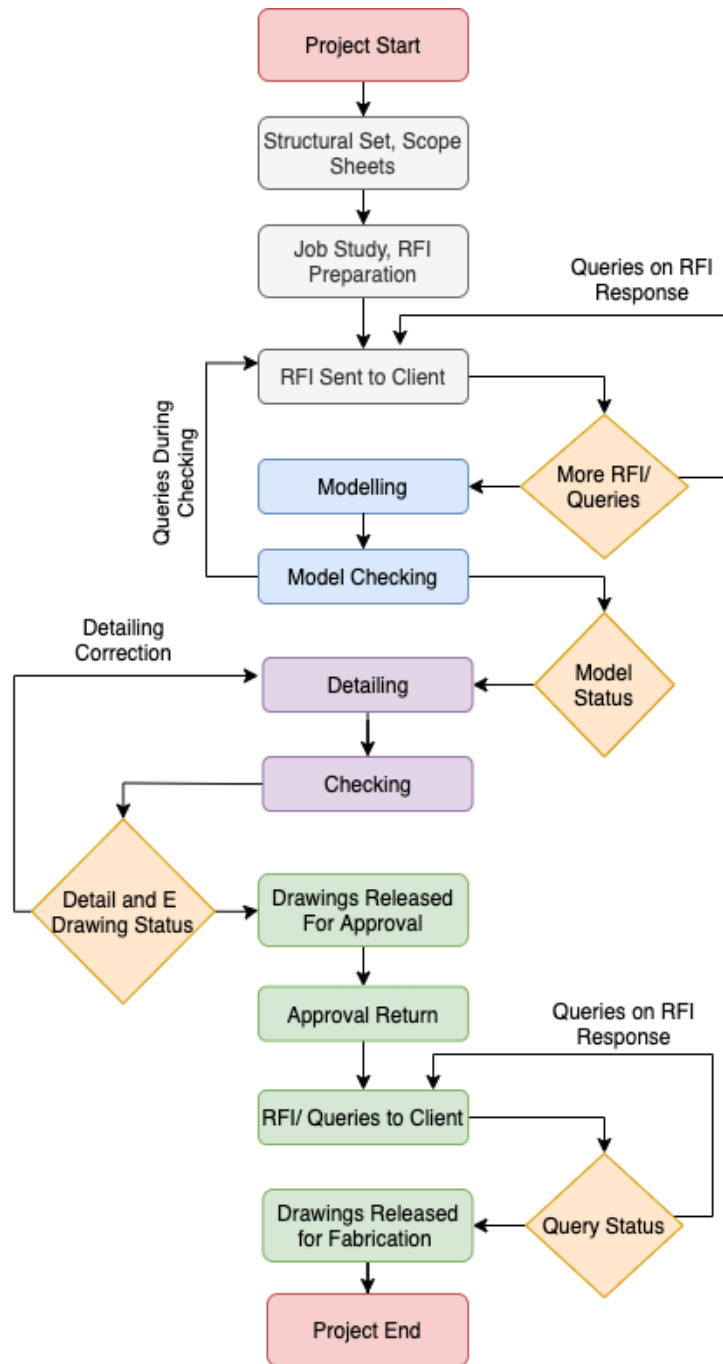 Project Start
Structural Set, Scope
Sheets
Job Study, RFI
Preparation
Queries on RFI
Response
RFI Sent to Client
Queries During
Checking
More RFI/
Queries
Modelling
Model Checking
Detailing
Correction
Model
Status
Detailing
Checking
Detail and E
Drawing Status
Drawings Released
For Approval
Approval Return
Queries on RFI
Response
RFI/ Queries to Client
Query Status
Drawings Released
for Fabrication
Project End